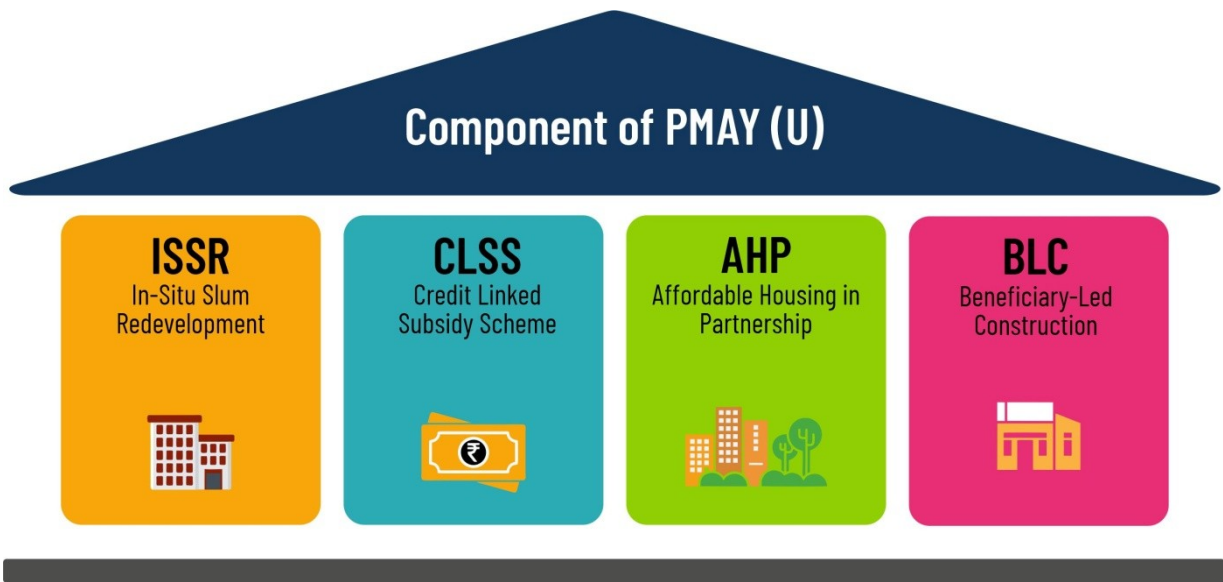 Component of PMAY (U)
ISSR
In-Situ Slum
Redevelopment
CLSS
Credit Linked
Subsidy Scheme
₹
AHP
Affordable Housing in
Partnership
BLC
Beneficiary-Led
Construction